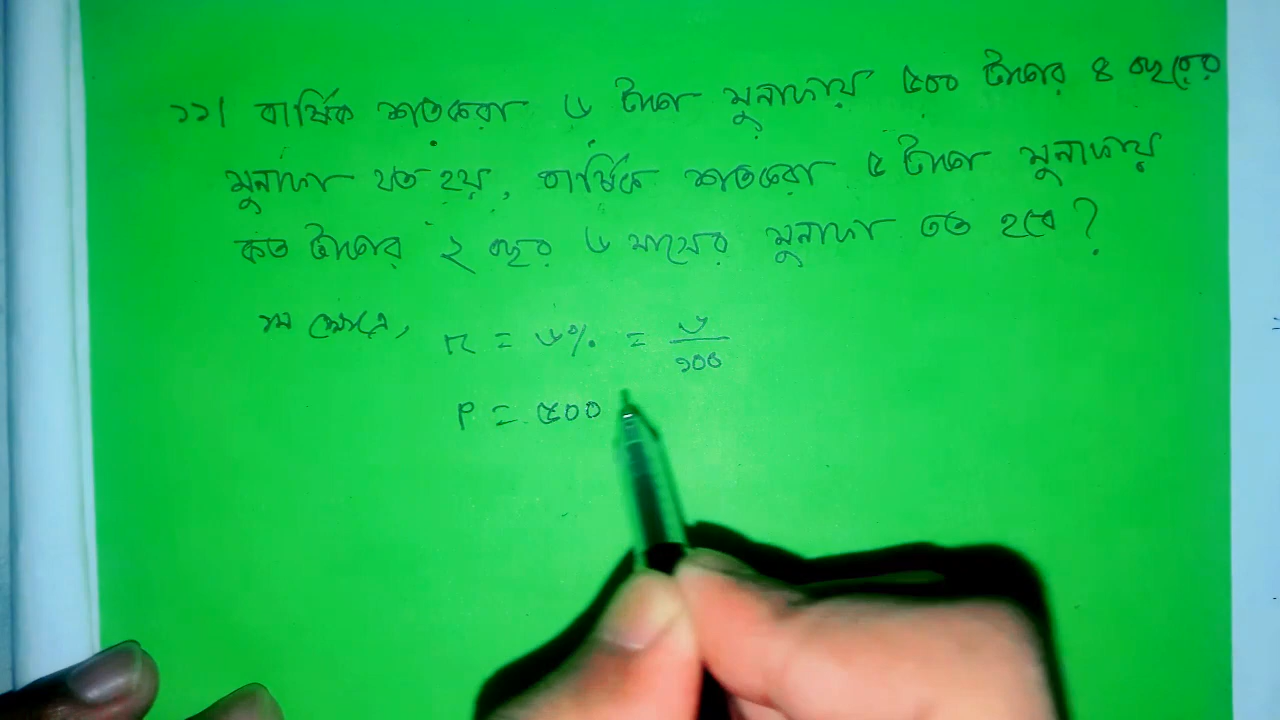 ১১। বার্ষিক শতকরা ৬ টাকা মুনাফায় ৫০০ টাকার ৪ বছরের
মুনাফা যত হয়, বার্ষিক শতকরা ৫ টাকা মুনাফায়
কত টাকার ২ বছর ৬ মাসের মুনাফা তত হবে?
১ম ক্ষেত্রে, r = ৬% = ৬/১০০
P = ৫০০